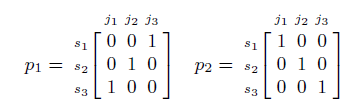 j1 j2 j3 j1 j2 j3
s1 0 0 1 s1 1 0 0
p1 = s2 0 1 0 p2 = s2 0 1 0
s3 1 0 0 s3 0 0 1